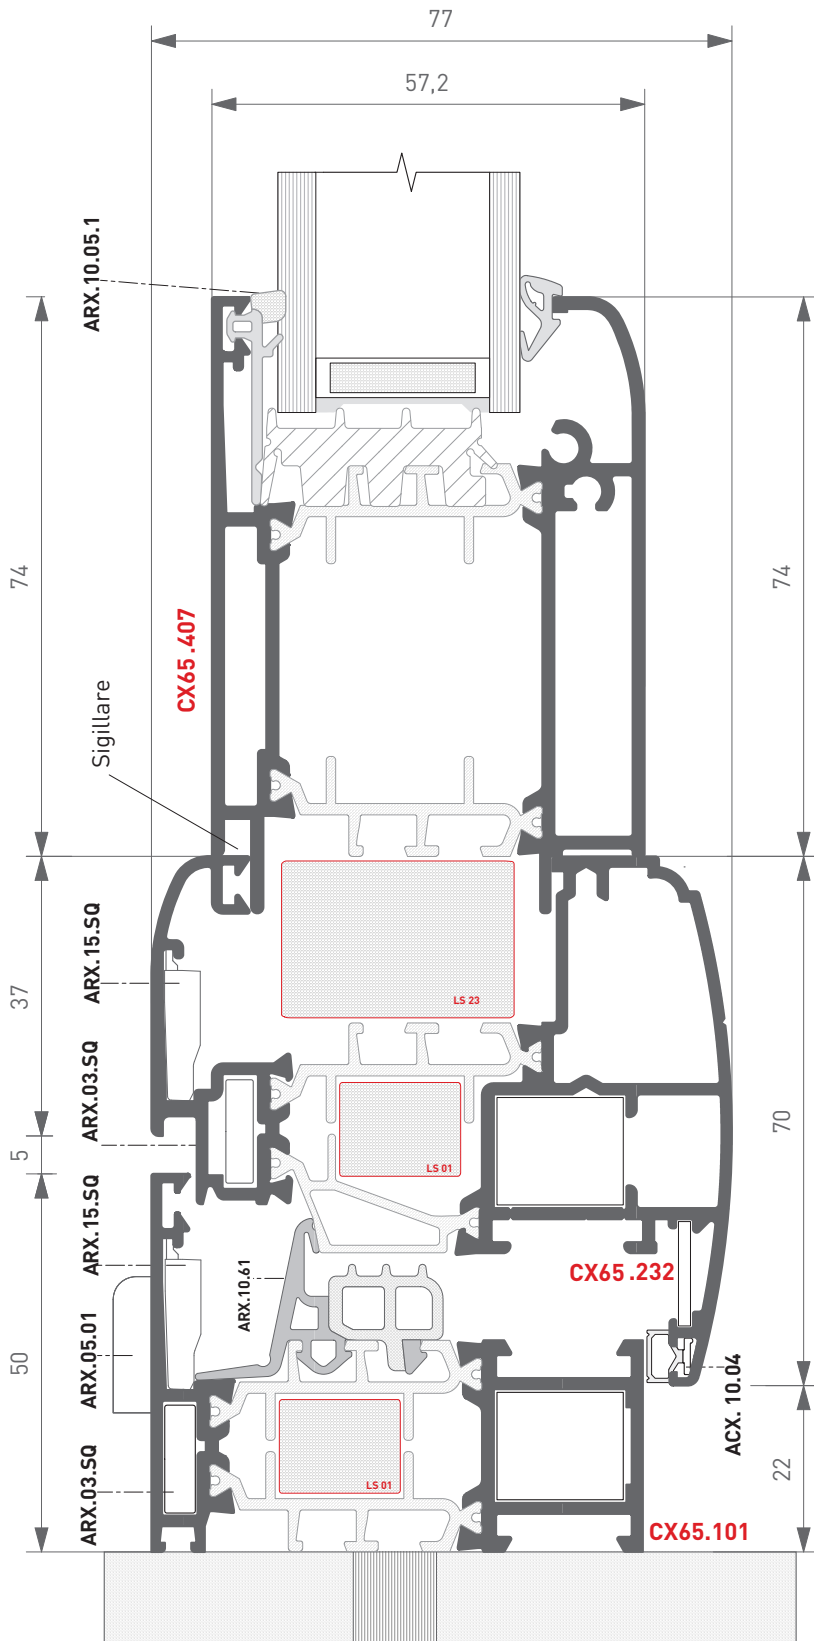 77
57,2
ARX.10.05.1
74
74
CX65.407
Sigillare
ARX.15.SQ
LS 23
37
ARX.03.SQ
LS 01
70
5
ARX.15.SQ
ARX.10.61
CX65.232
ARX.05.01
50
ACX. 10.04
ARX.03.SQ
LS 01
22
CX65.101